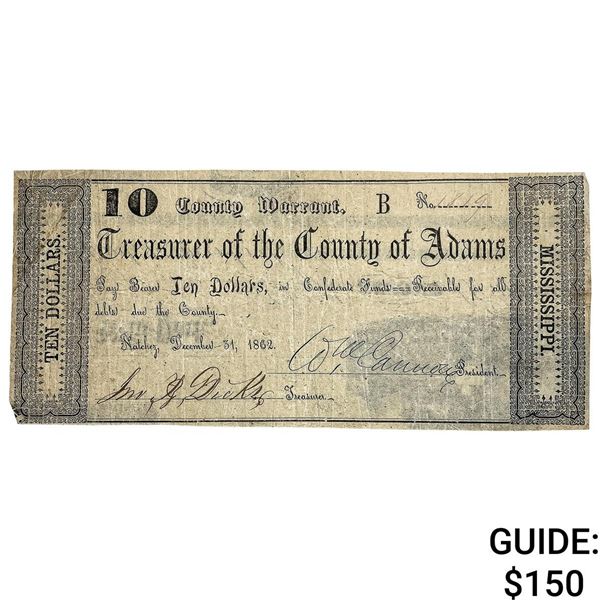 TEN DOLLARS.
10 County Warrant. B No.
Treasurer of the County of Adams
Pay Bearer Ten Dollars, in Confederate Funds Receivable for all
debts due the County.
Natchez, December 31, 1862.
President.
Treasurer.
MISSISSIPPI.
GUIDE:
$150